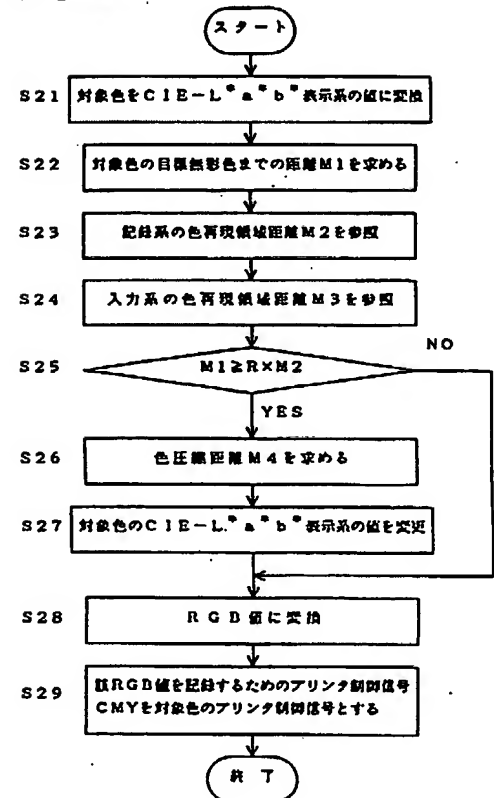 スタート
S21 対象色をCIE-L*a*b*表示系の値に変換
S22 対象色の目標無彩色までの距離M1を求める
S23 記録系の色再現領域距離M2を参照
S24 入力系の色再現領域距離M3を参照
S25 M1≧R×M2
NO
YES
S26 色圧縮距離M4を求める
S27 対象色のCIE-L*a*b*表示系の値を変更
S28 RGB値に変換
S29 該RGB値を記録するためのプリンタ制御信号
CMYを対象色のプリンタ制御信号とする
終了